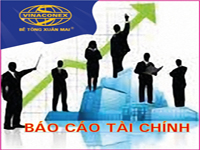 VINACONEX
BÊ TÔNG XUÂN MAI
BÁO CÁO TÀI CHÍNH